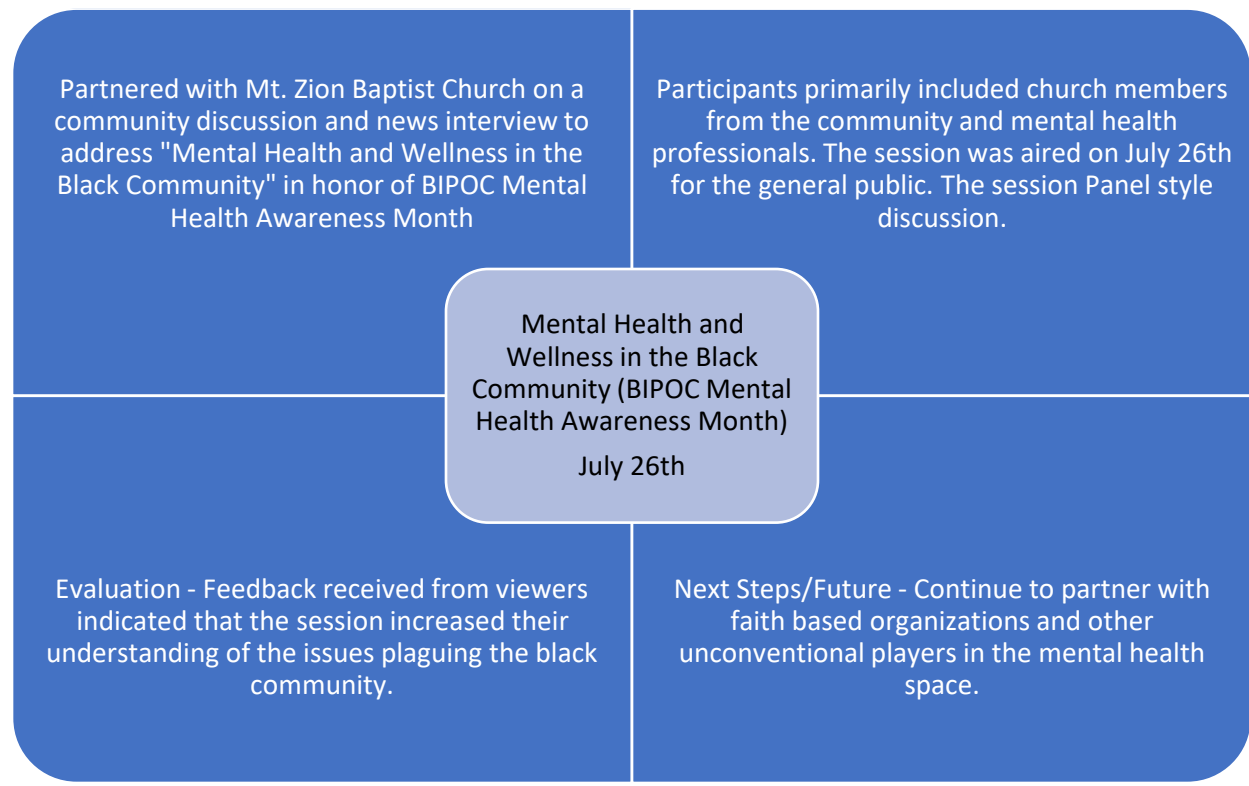 Partnered with Mt. Zion Baptist Church on a
community discussion and news interview to
address "Mental Health and Wellness in the
Black Community" in honor of BIPOC Mental
Health Awareness Month
Participants primarily included church members
from the community and mental health
professionals. The session was aired on July 26th
for the general public. The session Panel style
discussion.
Mental Health and
Wellness in the Black
Community (BIPOC Mental
Health Awareness Month)
July 26th
Evaluation - Feedback received from viewers
indicated that the session increased their
understanding of the issues plaguing the black
community.
Next Steps/Future - Continue to partner with
faith based organizations and other
unconventional players in the mental health
space.